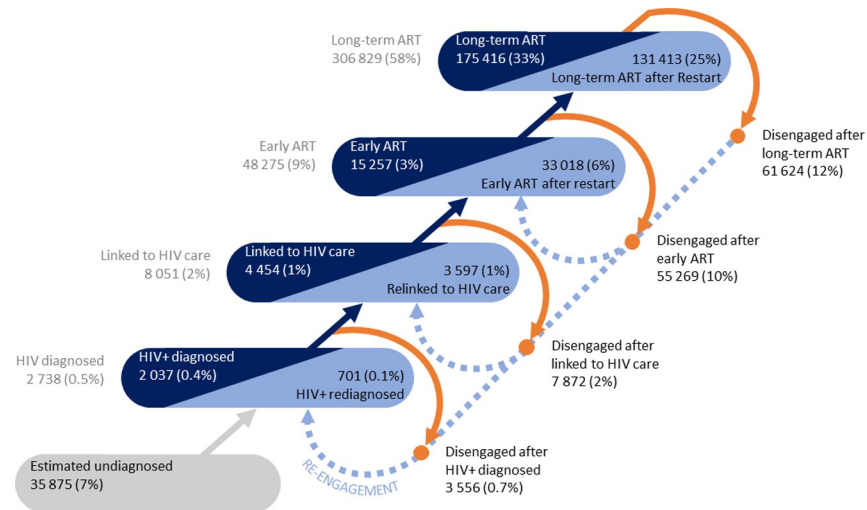 Long-term ART
306 829 (58%)
Long-term ART
175 416 (33%)
131 413 (25%)
Long-term ART after Restart
Disengaged after
long-term ART
61 624 (12%)
Early ART
48 275 (9%)
Early ART
15 257 (3%)
33 018 (6%)
Early ART after restart
Disengaged after
early ART
55 269 (10%)
Linked to HIV care
8 051 (2%)
Linked to HIV care
4 454 (1%)
3 597 (1%)
Relinked to HIV care
Disengaged after
linked to HIV care
7 872 (2%)
HIV diagnosed
2 738 (0.5%)
HIV+ diagnosed
2 037 (0.4%)
701 (0.1%)
HIV+ rediagnosed
Disengaged after
HIV+ diagnosed
3 556 (0.7%)
Estimated undiagnosed
35 875 (7%)
RE-ENGAGEMENT